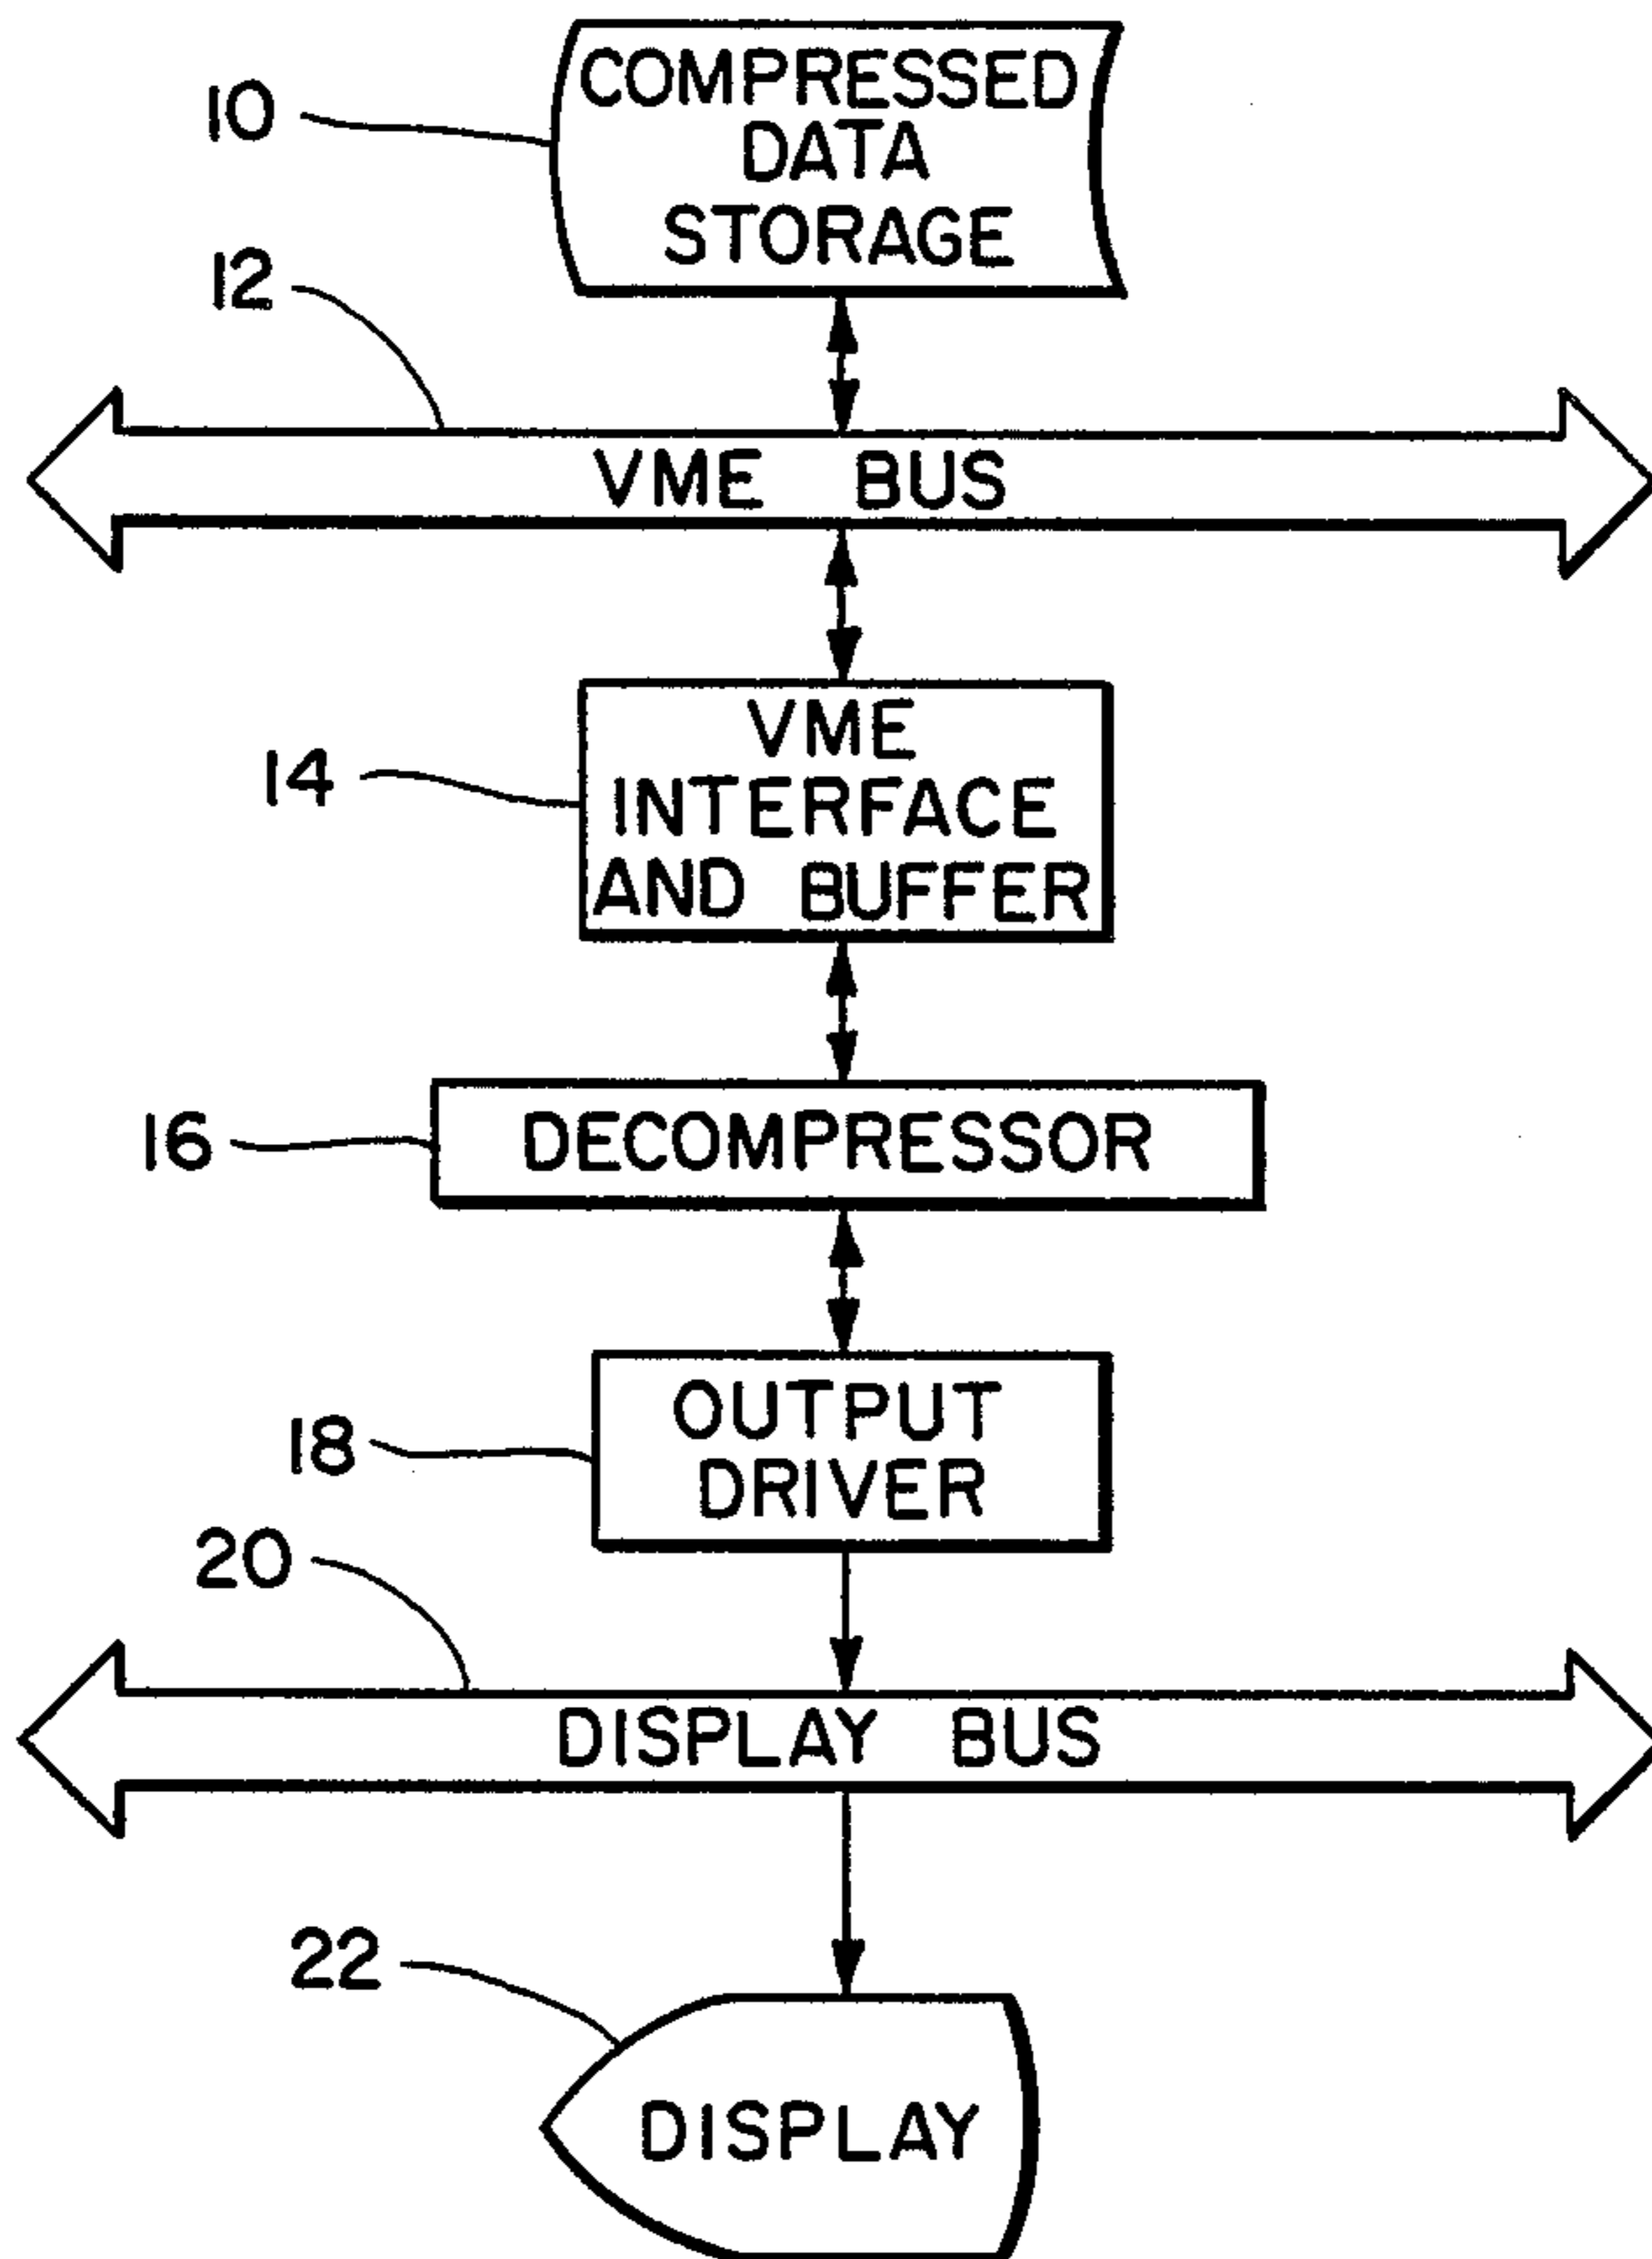 10
COMPRESSED
DATA
STORAGE
12
VME BUS
14
VME
INTERFACE
AND BUFFER
16
DECOMPRESSOR
18
OUTPUT
DRIVER
20
DISPLAY BUS
22
DISPLAY